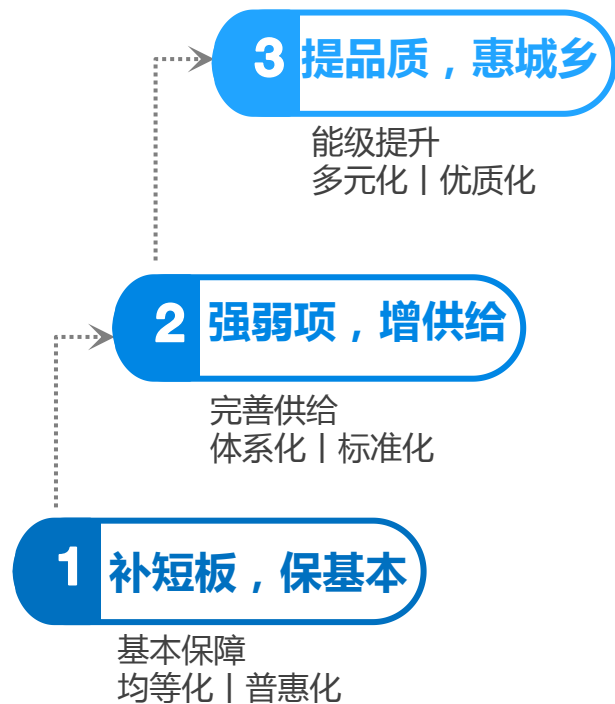 3 提品质，惠城乡
能级提升
多元化丨优质化
2 强弱项，增供给
完善供给
体系化丨标准化
1 补短板，保基本
基本保障
均等化丨普惠化